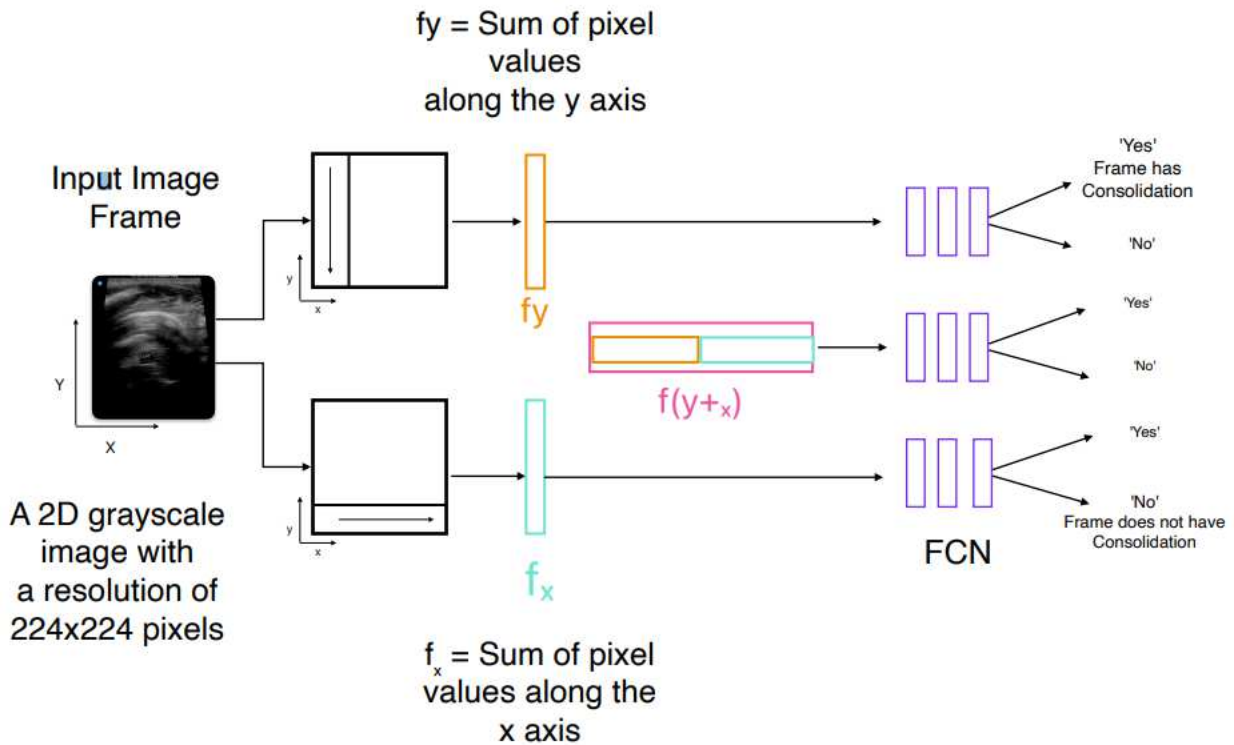 fy = Sum of pixel
values
along the y axis
Input Image
Frame
Y
X
A 2D grayscale
image with
a resolution of
224x224 pixels
y
x
fy
y
x
fx
f(y+x)
fx = Sum of pixel
values along the
x axis
'Yes'
Frame has
Consolidation
'No'
'Yes'
'No'
'Yes'
'No'
Frame does not have
Consolidation
FCN